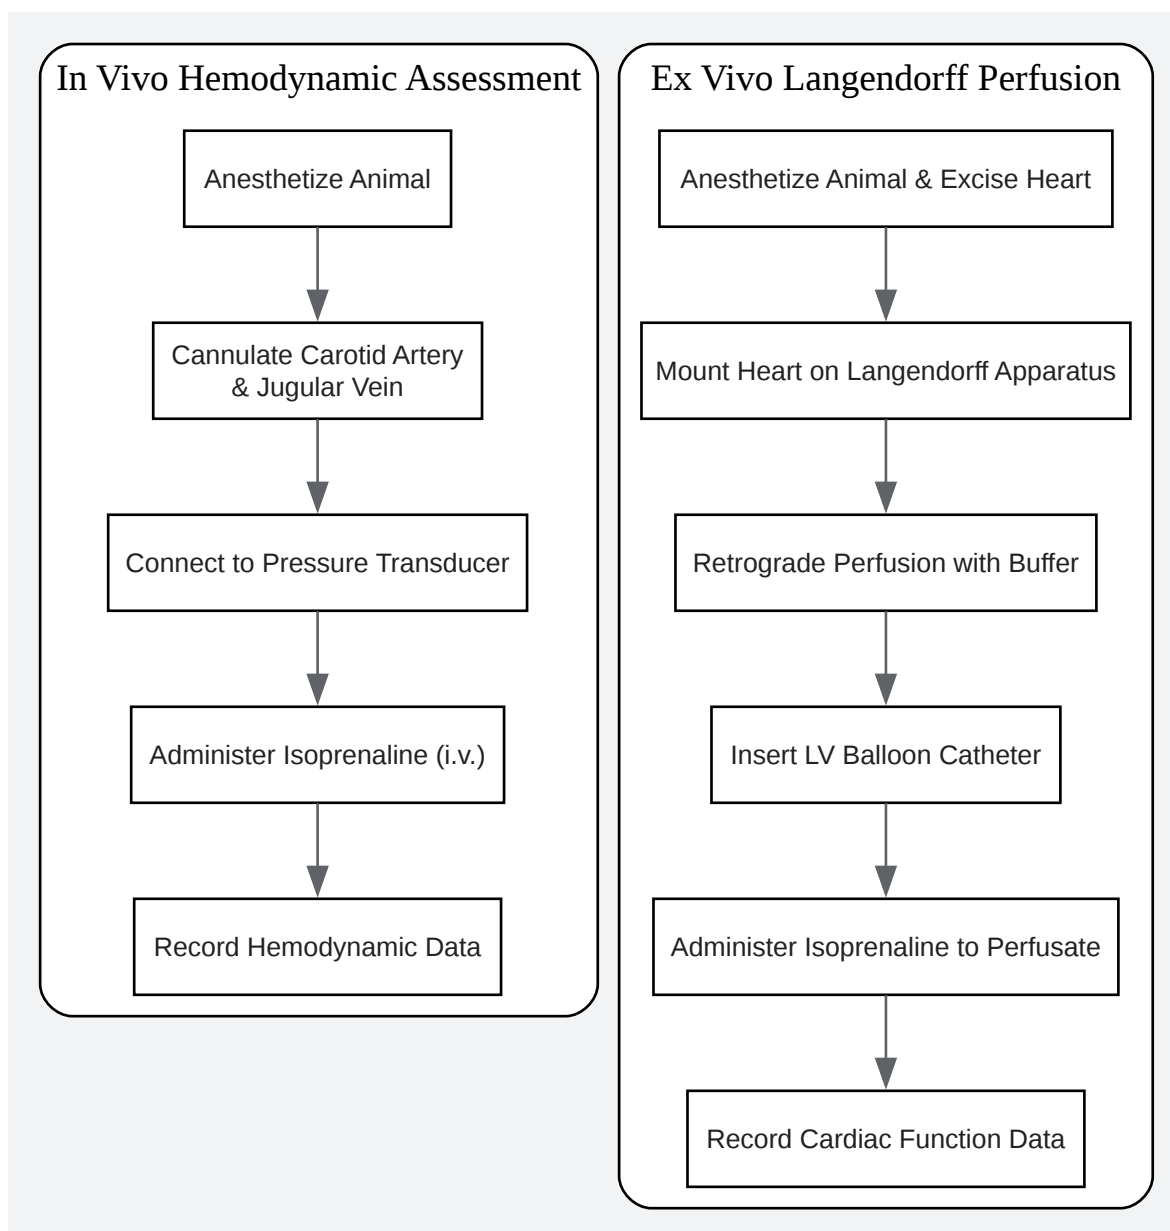 In Vivo Hemodynamic Assessment
Anesthetize Animal
Cannulate Carotid Artery
& Jugular Vein
Connect to Pressure Transducer
Administer Isoprenaline (i.v.)
Record Hemodynamic Data
Ex Vivo Langendorff Perfusion
Anesthetize Animal & Excise Heart
Mount Heart on Langendorff Apparatus
Retrograde Perfusion with Buffer
Insert LV Balloon Catheter
Administer Isoprenaline to Perfusate
Record Cardiac Function Data